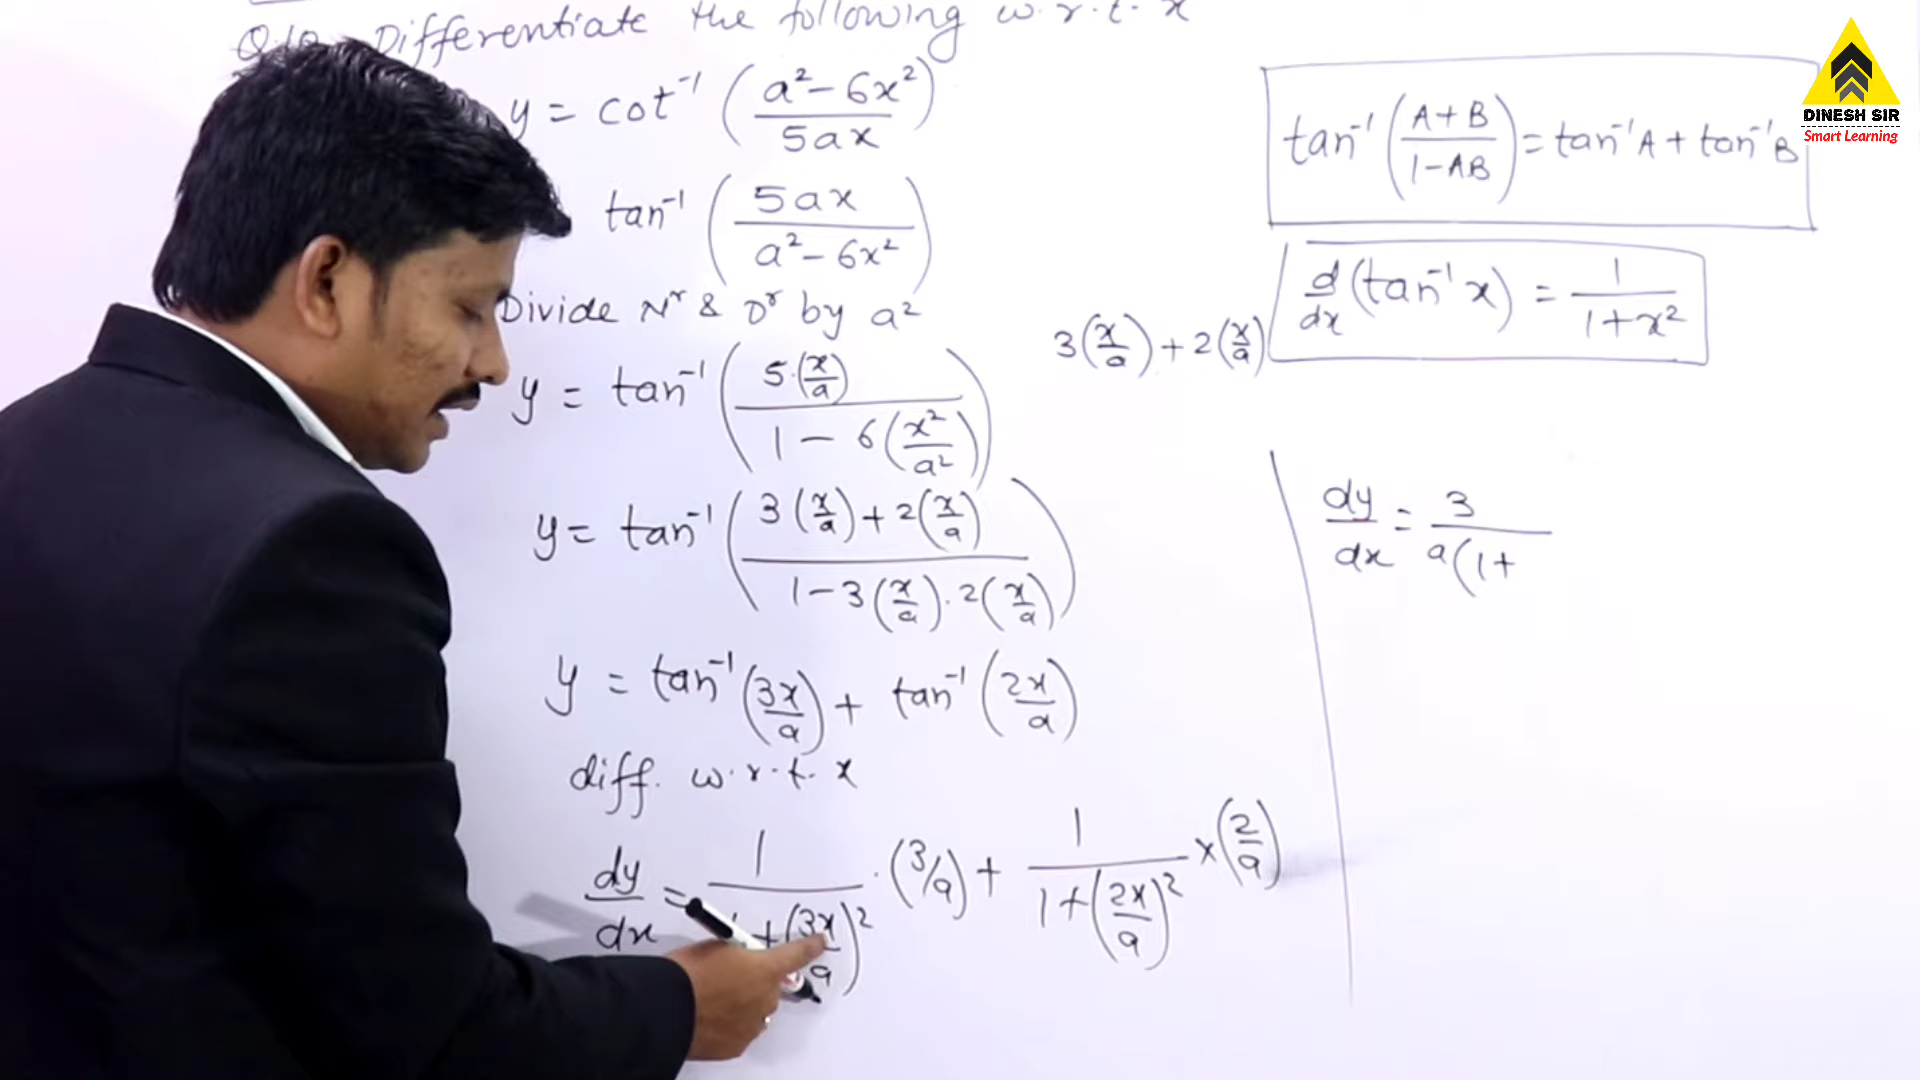 Q.10 Differentiate the following w.r.t. x
y = cot⁻¹ ( (a² - 6x²) / 5ax )
tan⁻¹ ( 5ax / (a² - 6x²) )
Divide Nʳ & Dʳ by a²
y = tan⁻¹ ( 5·(x/a) / (1 - 6(x²/a²)) )
3(x/a) + 2(x/a)
y = tan⁻¹ ( (3(x/a) + 2(x/a)) / (1 - 3(x/a)·2(x/a)) )
y = tan⁻¹(3x/a) + tan⁻¹(2x/a)
diff. w.r.t. x
dy/dx = 1 / ( + (3x/a)²) · (3/a) + 1 / (1 + (2x/a)²) × (2/a)
tan⁻¹ ( (A+B) / (1-AB) ) = tan⁻¹A + tan⁻¹B
d/dx (tan⁻¹ x) = 1 / (1+x²)
dy/dx = 3 / a(1+
DINESH SIR
Smart Learning